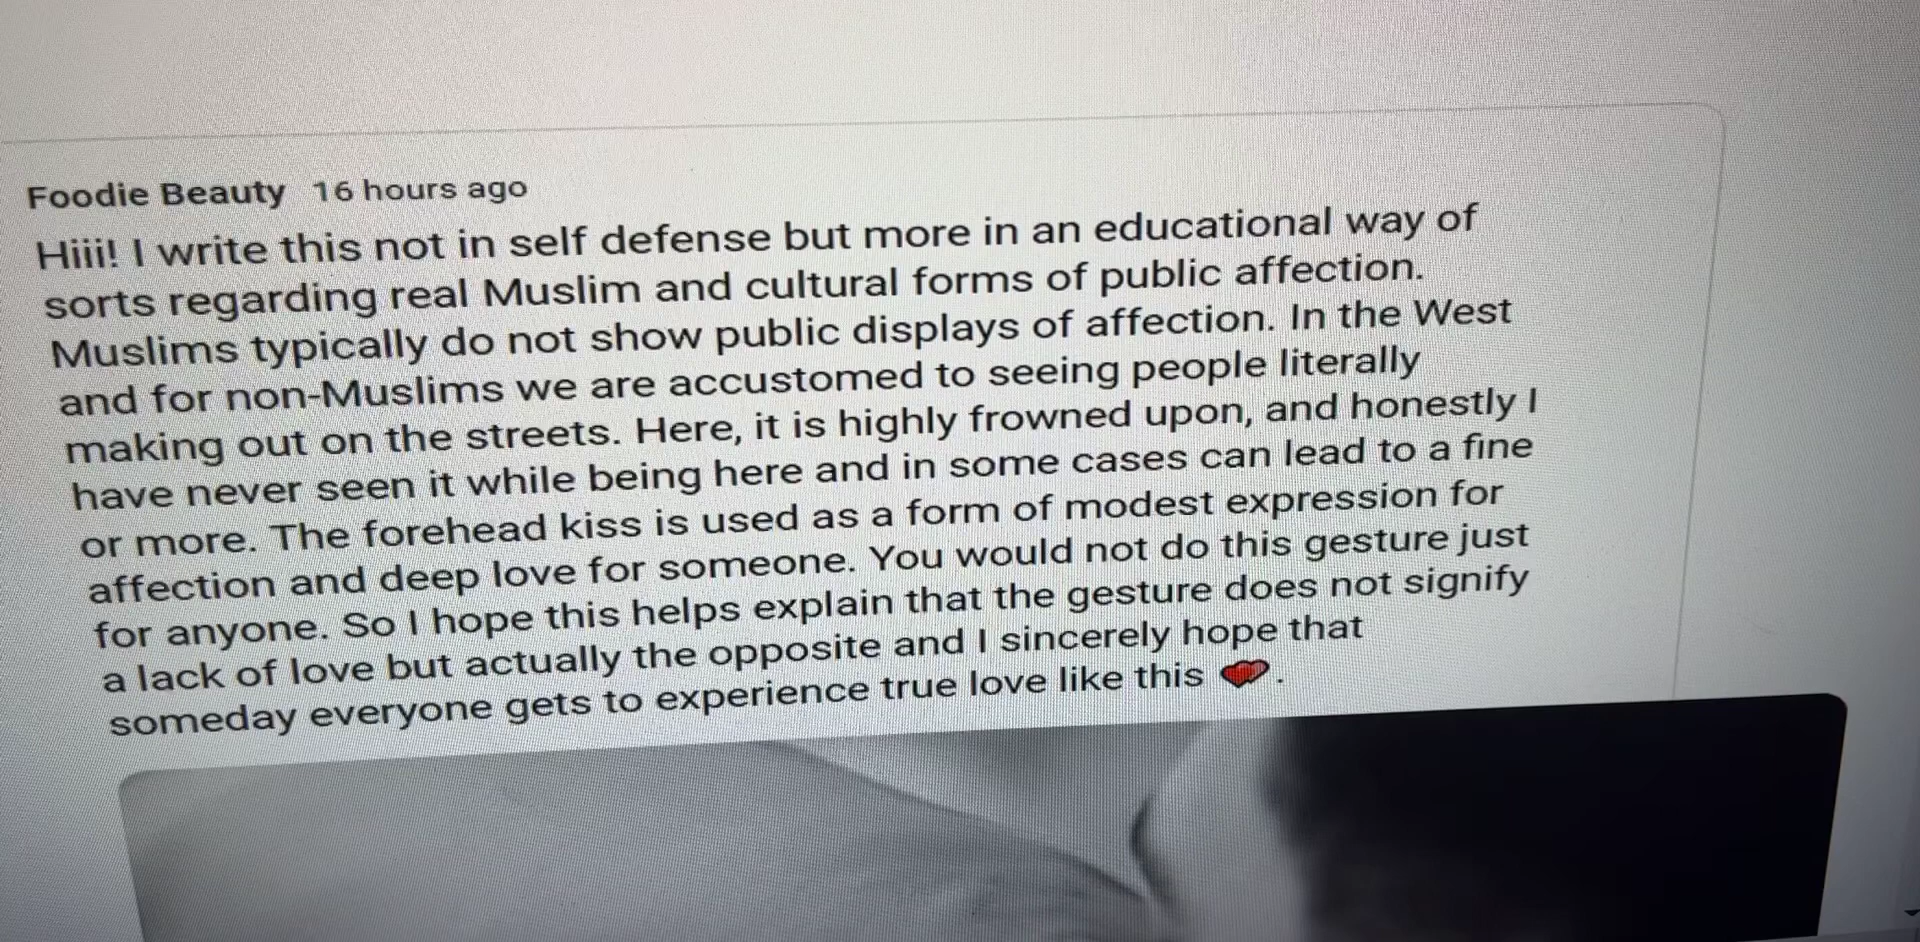 Foodie Beauty 16 hours ago
Hiii! I write this not in self defense but more in an educational way of
sorts regarding real Muslim and cultural forms of public affection.
Muslims typically do not show public displays of affection. In the West
and for non-Muslims we are accustomed to seeing people literally
making out on the streets. Here, it is highly frowned upon, and honestly I
have never seen it while being here and in some cases can lead to a fine
or more. The forehead kiss is used as a form of modest expression for
affection and deep love for someone. You would not do this gesture just
for anyone. So I hope this helps explain that the gesture does not signify
a lack of love but actually the opposite and I sincerely hope that
someday everyone gets to experience true love like this 💕.